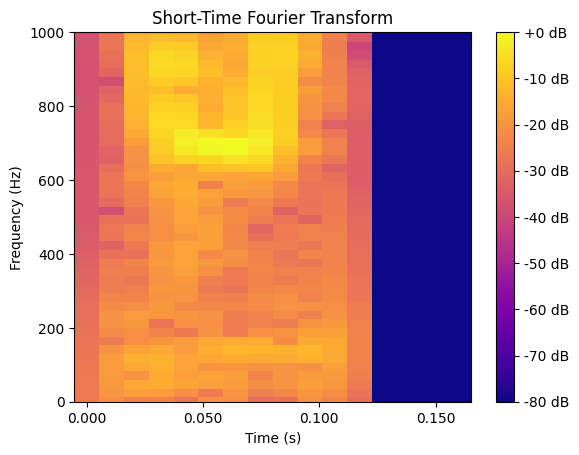 Short-Time Fourier Transform
1000
800
600
400
200
0
Frequency (Hz)
0.000
0.050
0.100
0.150
Time (s)
+0 dB
-10 dB
-20 dB
-30 dB
-40 dB
-50 dB
-60 dB
-70 dB
-80 dB